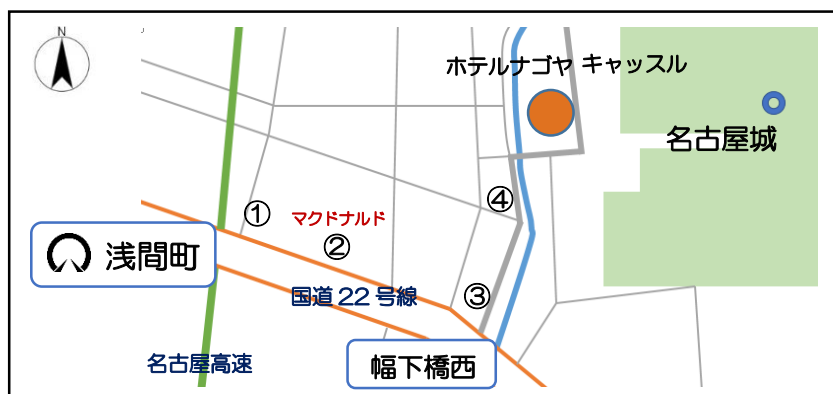 N
ホテルナゴヤ キャッスル
名古屋城
④
①
マクドナルド
②
浅間町
国道22号線
③
名古屋高速
幅下橋西